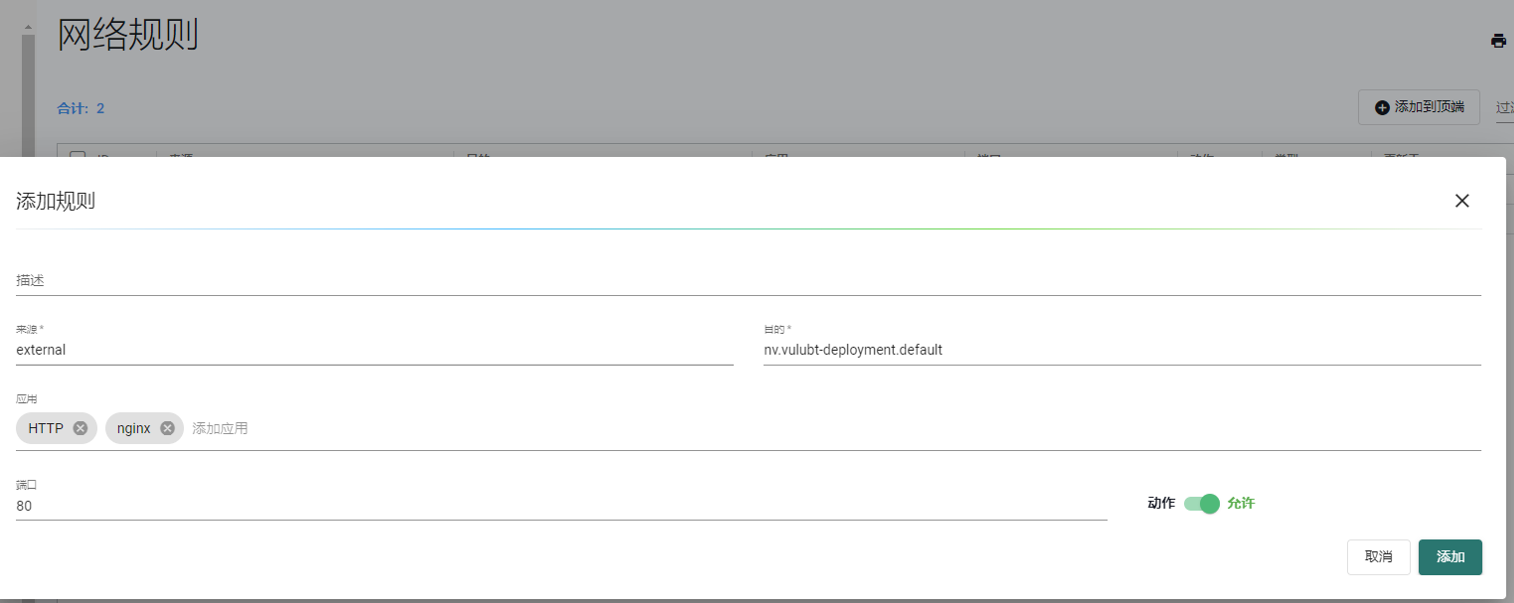 网络规则
合计: 2
添加到顶端
添加规则
描述
来源 *
external
目的 *
nv.vulubt-deployment.default
应用
HTTP
nginx
添加应用
端口
80
动作
允许
取消
添加